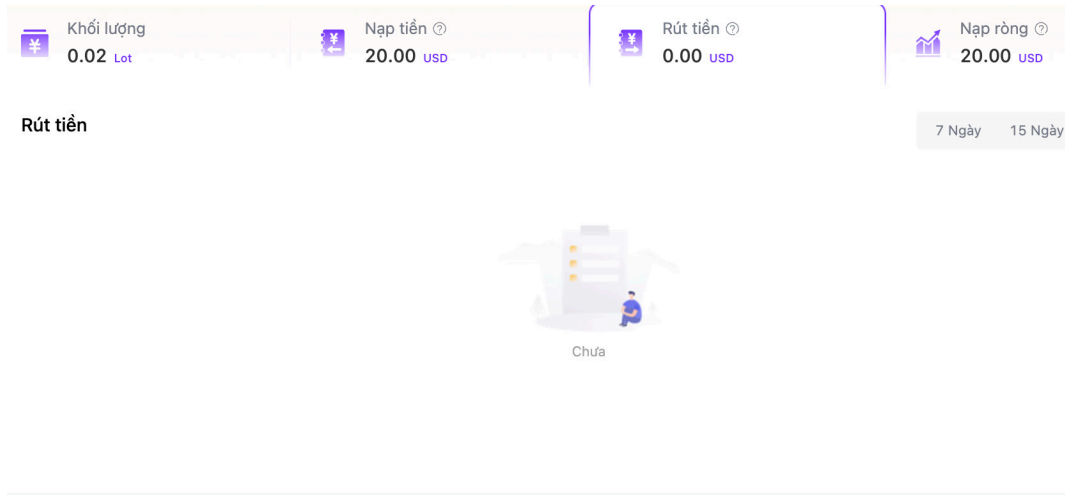 Khối lượng
0.02 Lot
Nạp tiền
20.00 USD
Rút tiền
0.00 USD
Nạp ròng
20.00 USD
Rút tiền
7 Ngày 15 Ngày
Chưa